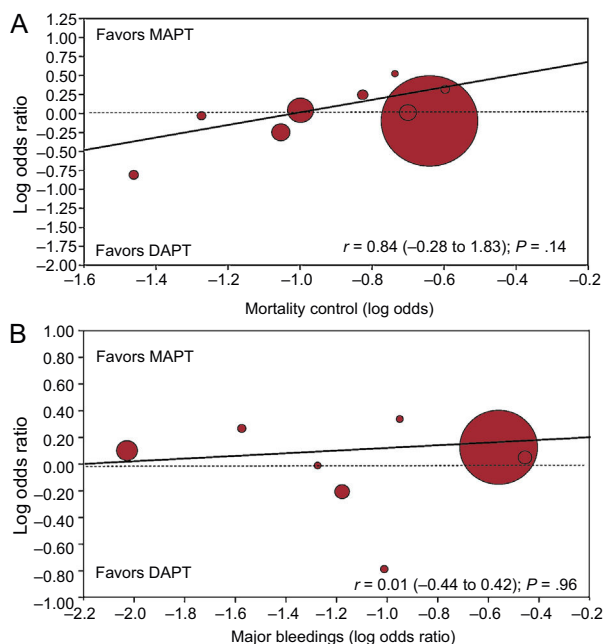 A
Favors MAPT
1.25
1.00
0.75
0.50
0.25
0.00
−0.25
−0.50
−0.75
−1.00
−1.25
−1.50
−1.75
−2.00
Log odds ratio
Favors DAPT
r = 0.84 (−0.28 to 1.83); P = .14
−1.6 −1.4 −1.2 −1.0 −0.8 −0.6 −0.4 −0.2
Mortality control (log odds)
B
Favors MAPT
1.00
0.80
0.60
0.40
0.20
0.00
−0.20
−0.40
−0.60
−0.80
−1.00
Log odds ratio
Favors DAPT
r = 0.01 (−0.44 to 0.42); P = .96
−2.2 −2.0 −1.8 −1.6 −1.4 −1.2 −1.0 −0.8 −0.6 −0.4 −0.2
Major bleedings (log odds ratio)